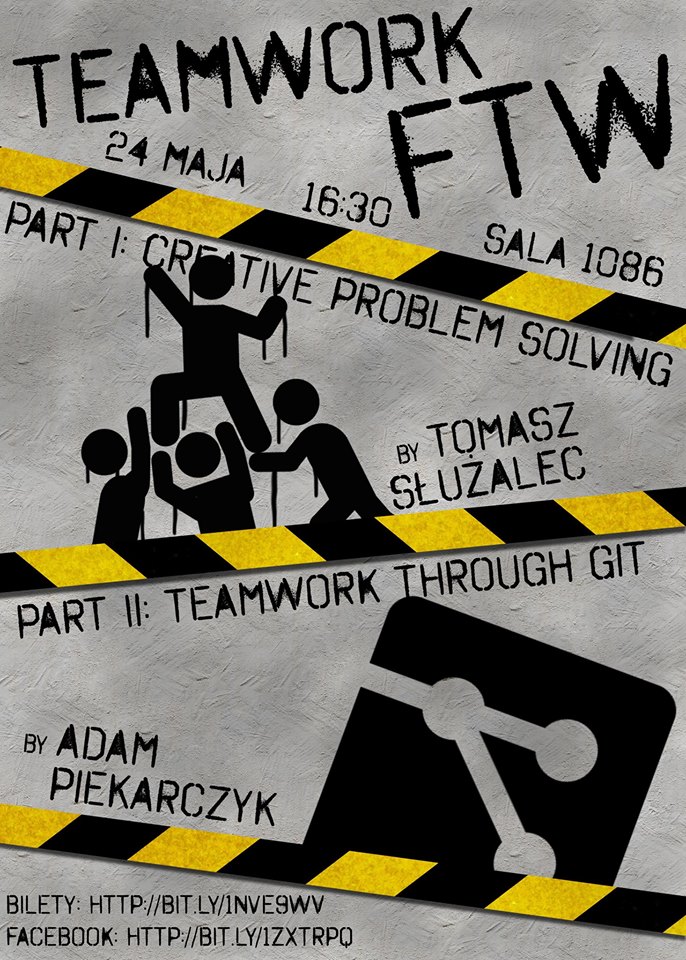 TEAMWORK
FTW
24 MAJA
16:30
SALA 1086
PART I: CREATIVE PROBLEM SOLVING
BY TOMASZ
SŁUŻALEC
PART II: TEAMWORK THROUGH GIT
BY ADAM
PIEKARCZYK
BILETY: HTTP://BIT.LY/1NVE9WV
FACEBOOK: HTTP://BIT.LY/1ZXTRPQ